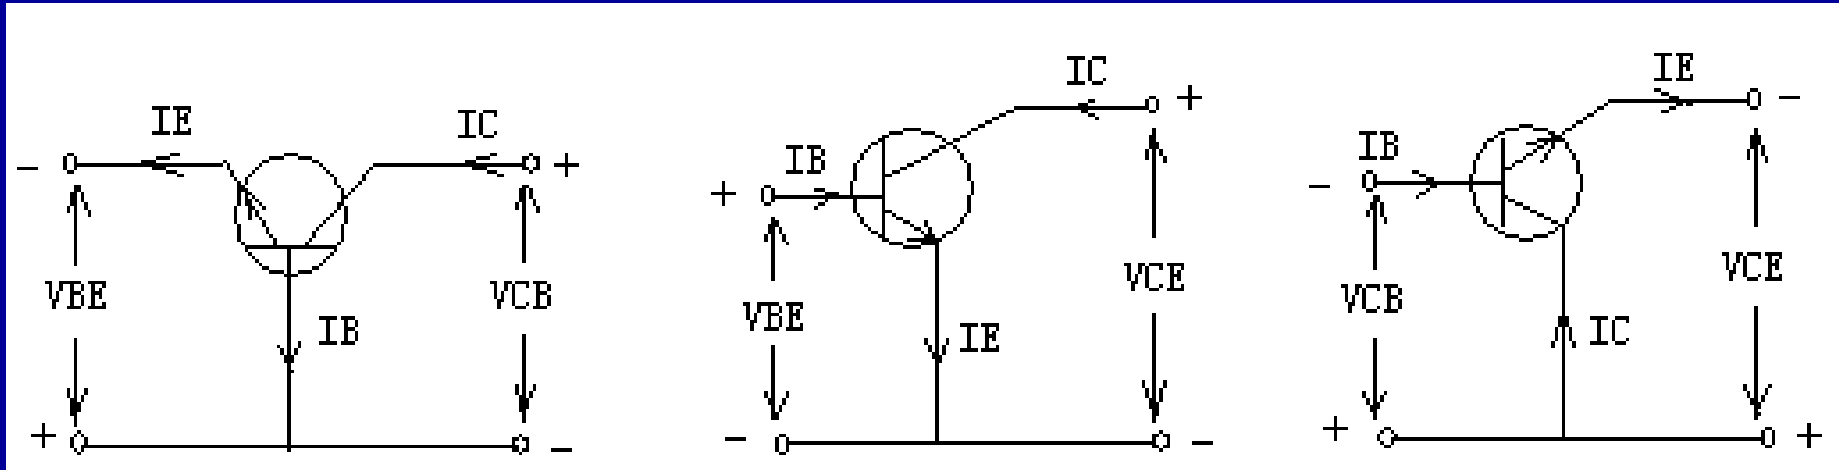 IE IC
- +
VBE VCB
IB
+ -
IC
+
IB
+
VCE
VBE
IE
- -
IE
-
IB
-
VCE
VCB
IC
+ +